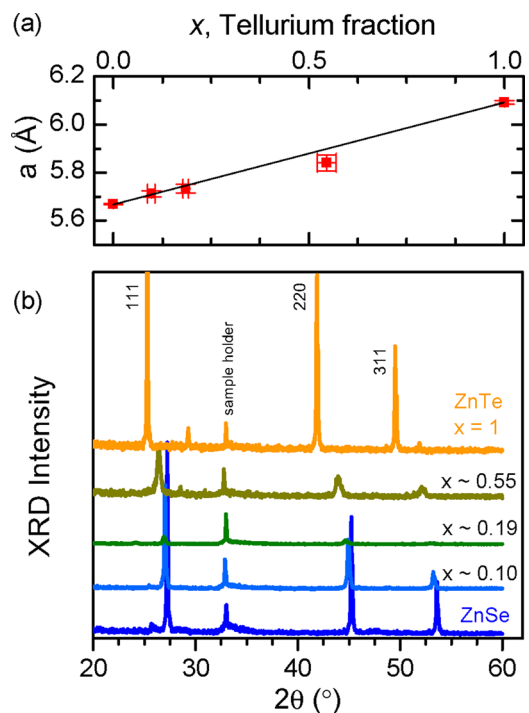 (a)
x, Tellurium fraction
0.0 0.5 1.0
a (Å)
6.2
6.0
5.8
5.6
(b)
XRD Intensity
111
sample holder
220
311
ZnTe
x = 1
x ~ 0.55
x ~ 0.19
x ~ 0.10
ZnSe
20 30 40 50 60
2θ (°)